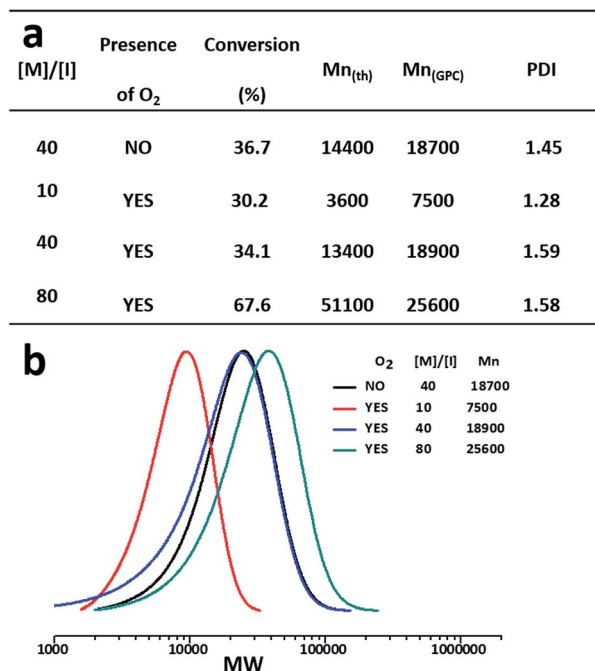 a
[M]/[I] Presence of O₂ Conversion (%) Mn(th) Mn(GPC) PDI
40 NO 36.7 14400 18700 1.45
10 YES 30.2 3600 7500 1.28
40 YES 34.1 13400 18900 1.59
80 YES 67.6 51100 25600 1.58
b
O₂ [M]/[I] Mn
NO 40 18700
YES 10 7500
YES 40 18900
YES 80 25600
1000 10000 100000 1000000
MW